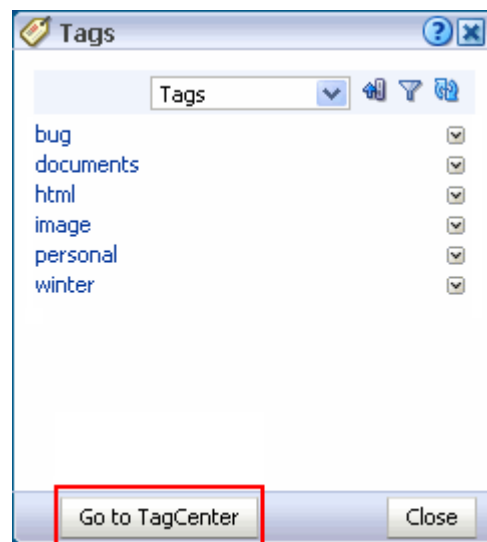 Tags
?
Tags
bug
documents
html
image
personal
winter
Go to TagCenter
Close